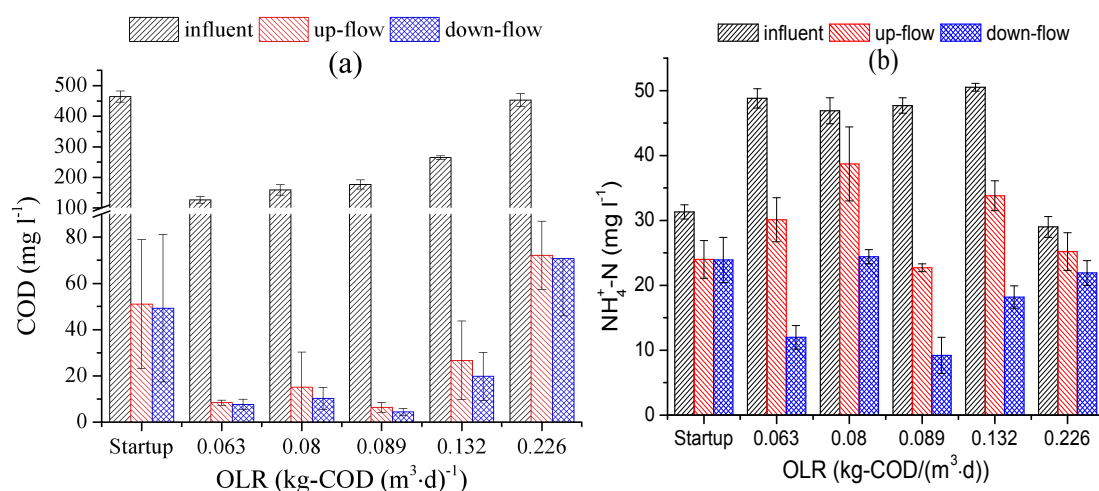 influent up-flow down-flow
(a)
COD (mg l⁻¹)
500
400
300
200
100
80
60
40
20
0
Startup 0.063 0.08 0.089 0.132 0.226
OLR (kg-COD (m³·d)⁻¹)
influent up-flow down-flow
(b)
NH₄⁺-N (mg l⁻¹)
50
40
30
20
10
0
Startup 0.063 0.08 0.089 0.132 0.226
OLR (kg-COD/(m³·d))